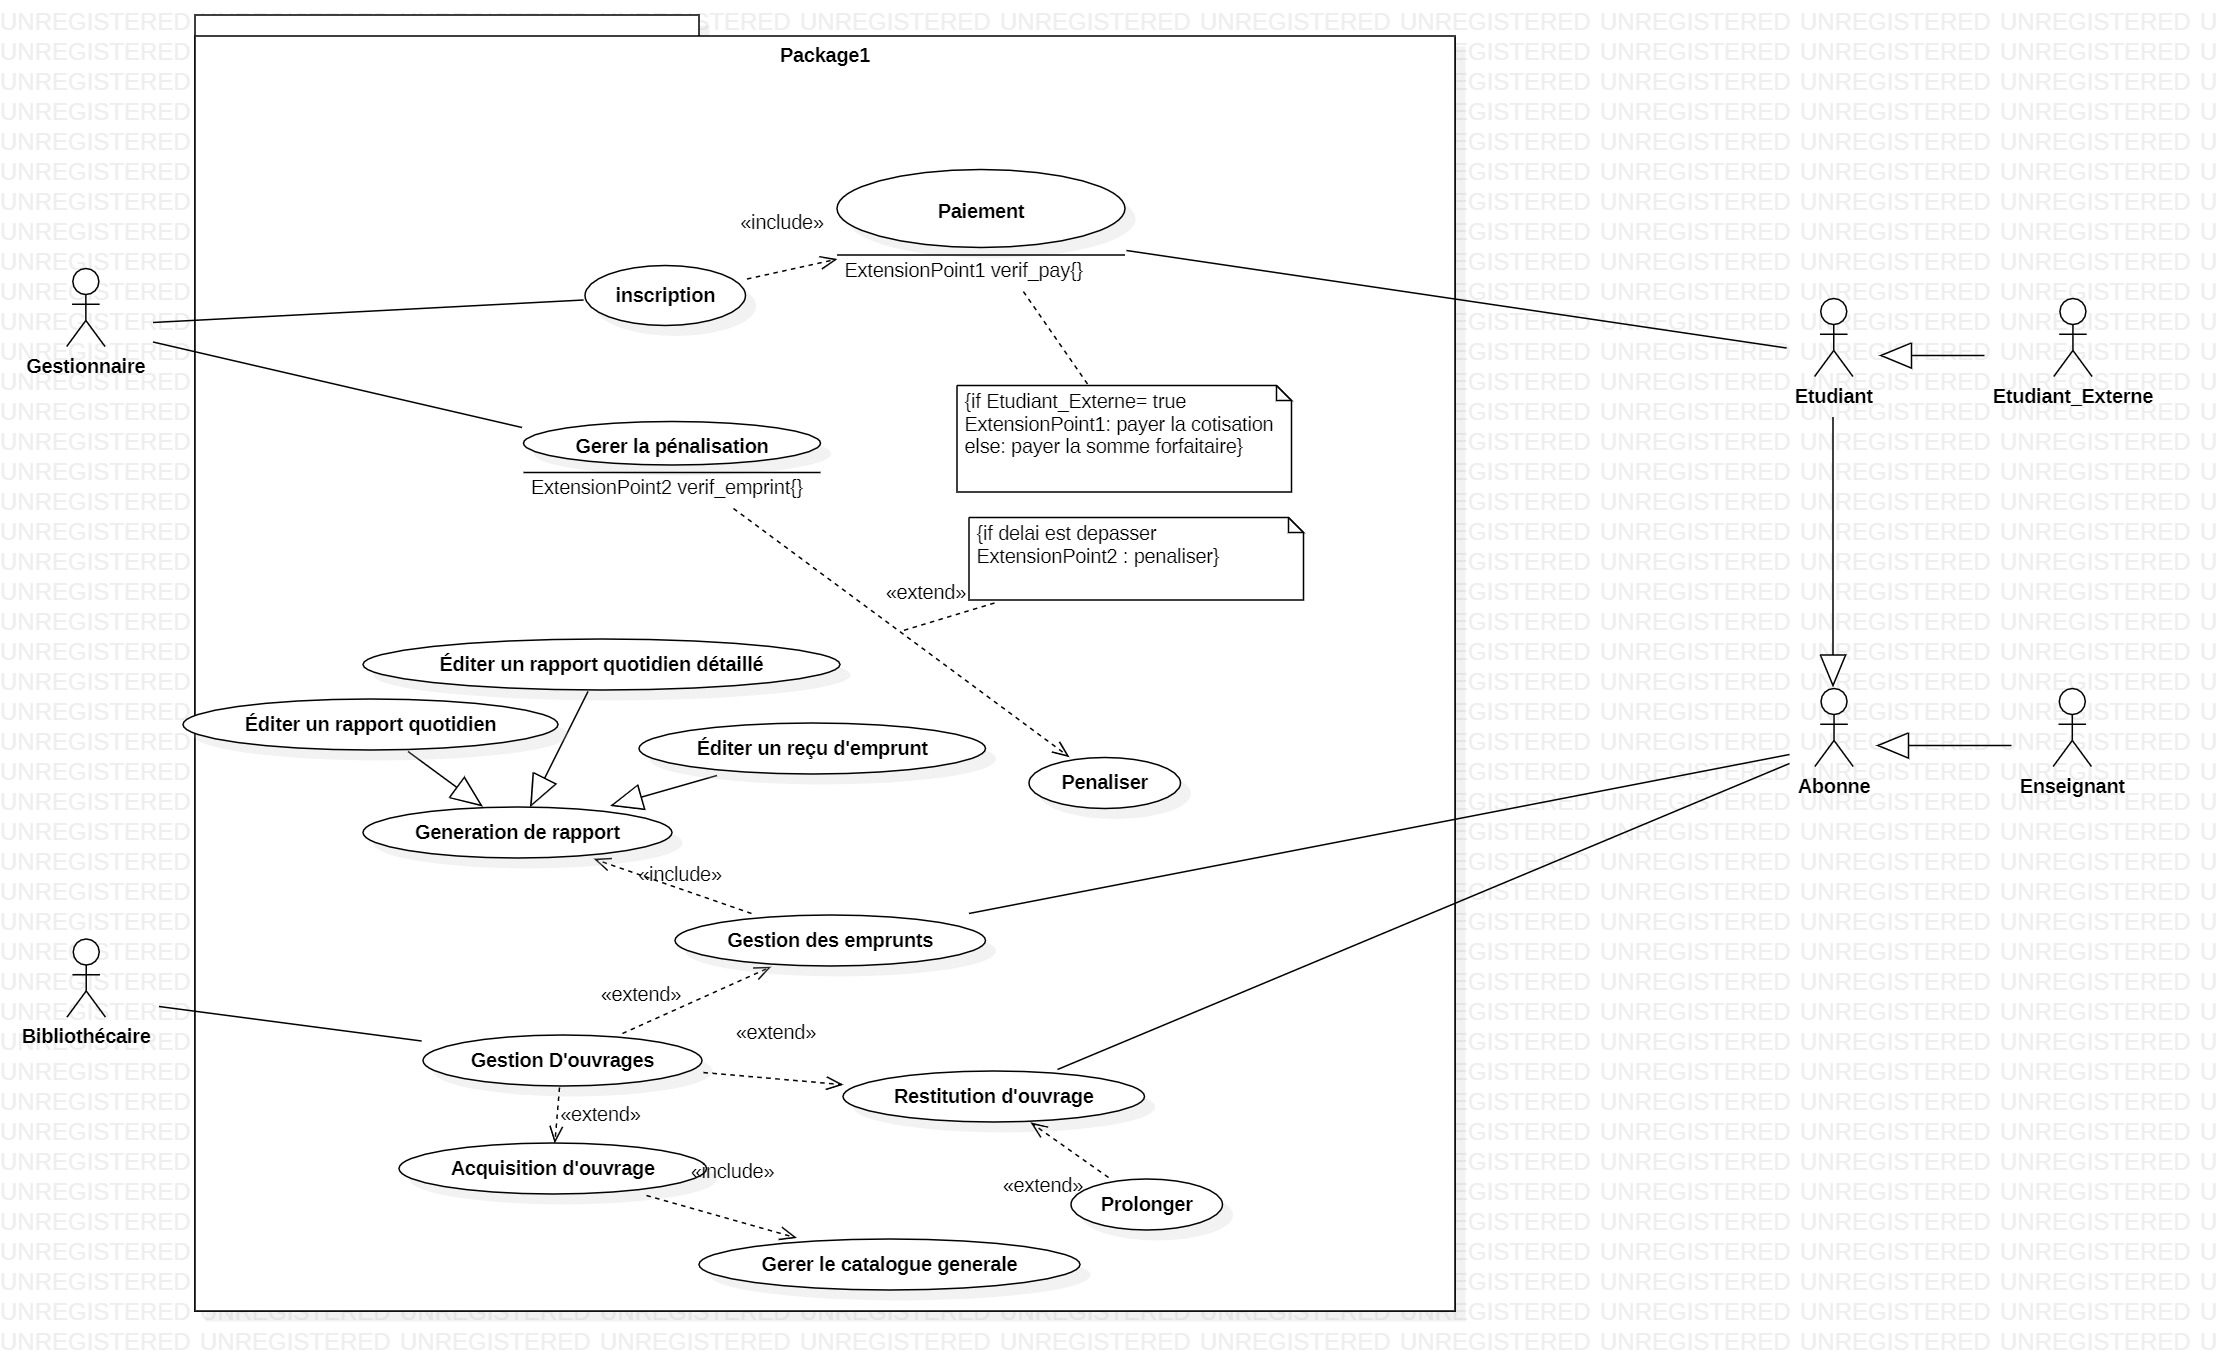 Package1
Paiement
«include»
ExtensionPoint1 verif_pay{}
inscription
Gestionnaire
Etudiant
Etudiant_Externe
{if Etudiant_Externe= true
ExtensionPoint1: payer la cotisation
else: payer la somme forfaitaire}
Gerer la pénalisation
ExtensionPoint2 verif_emprint{}
{if delai est depasser
ExtensionPoint2 : penaliser}
«extend»
Éditer un rapport quotidien détaillé
Éditer un rapport quotidien
Éditer un reçu d'emprunt
Penaliser
Abonne
Enseignant
Generation de rapport
«include»
Gestion des emprunts
«extend»
Bibliothécaire
«extend»
Gestion D'ouvrages
Restitution d'ouvrage
«extend»
Acquisition d'ouvrage
«include»
«extend»
Prolonger
Gerer le catalogue generale
UNREGISTERED